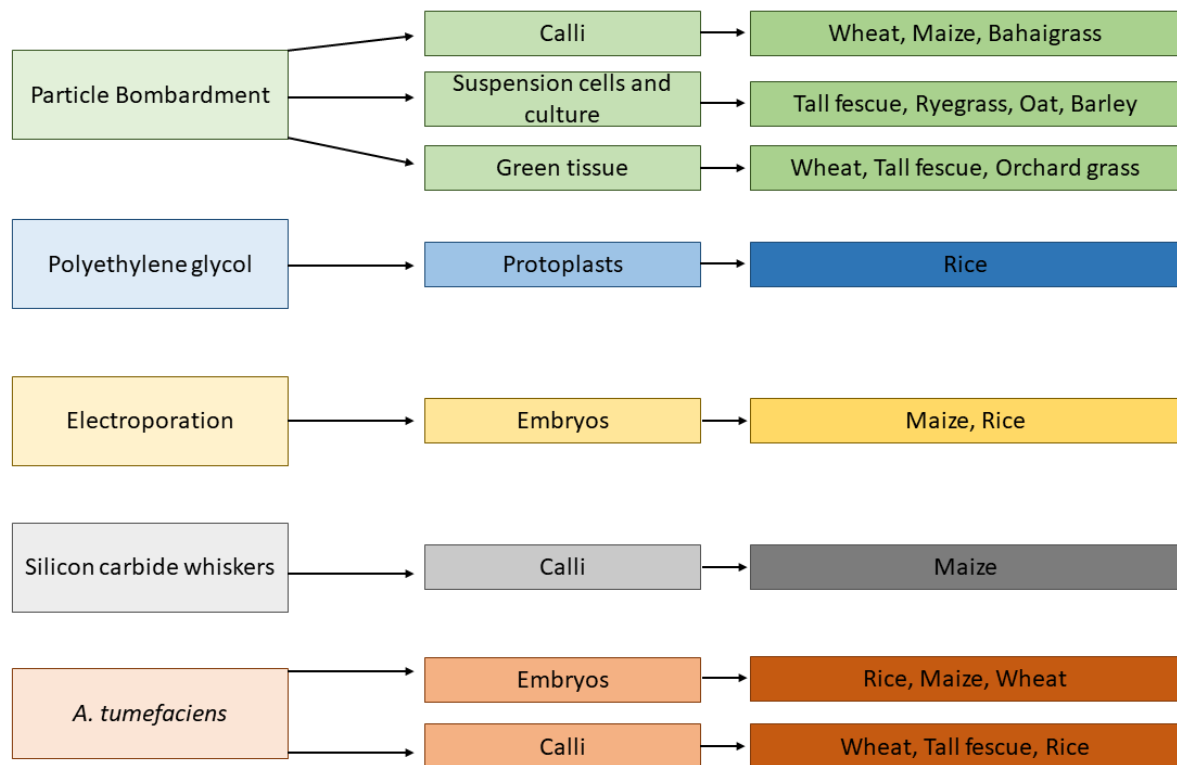 Particle Bombardment
Calli
Wheat, Maize, Bahaigrass
Suspension cells and
culture
Tall fescue, Ryegrass, Oat, Barley
Green tissue
Wheat, Tall fescue, Orchard grass
Polyethylene glycol
Protoplasts
Rice
Electroporation
Embryos
Maize, Rice
Silicon carbide whiskers
Calli
Maize
A. tumefaciens
Embryos
Rice, Maize, Wheat
Calli
Wheat, Tall fescue, Rice